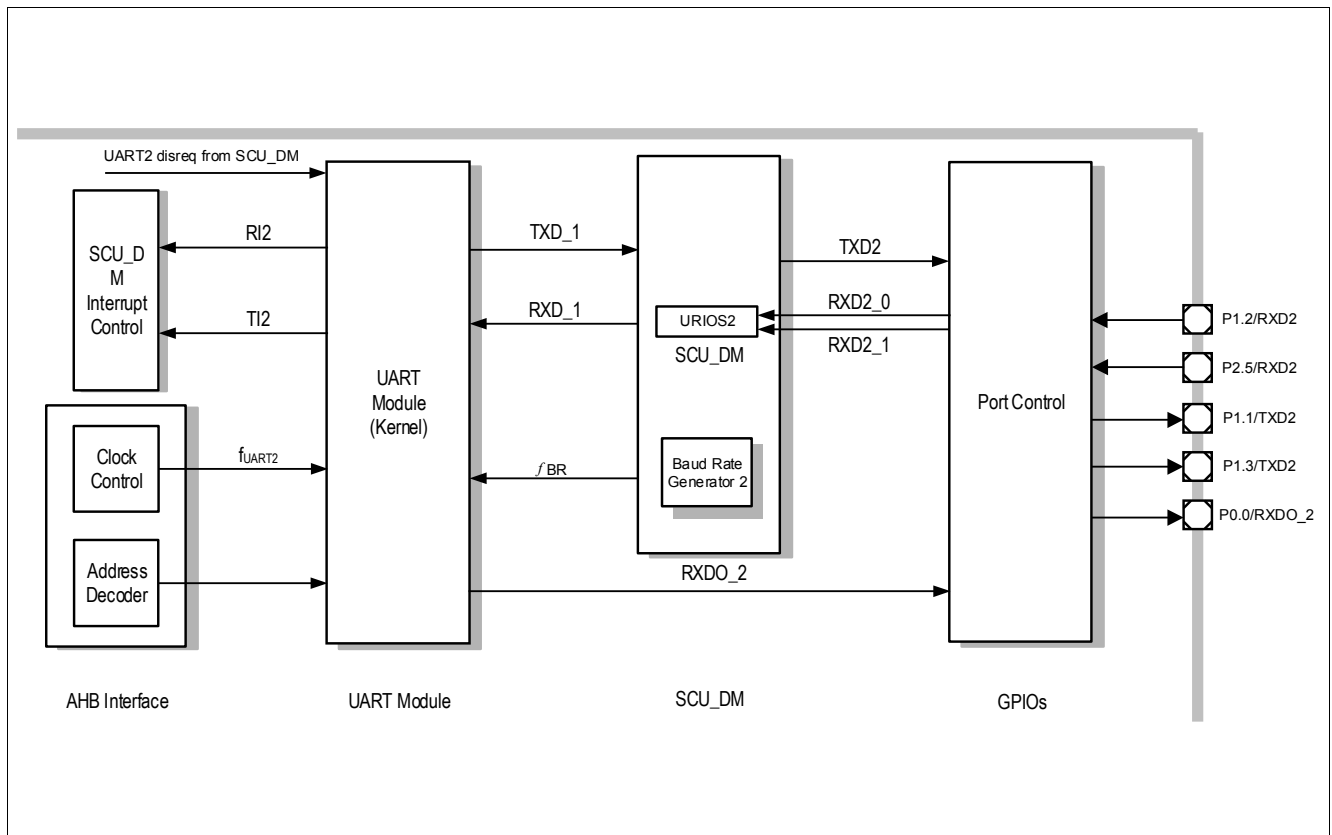 UART2 disreq from SCU_DM
SCU_D
M
Interrupt
Control
RI2
TI2
Clock
Control
fUART2
Address
Decoder
AHB Interface
UART
Module
(Kernel)
UART Module
TXD_1
RXD_1
f BR
RXDO_2
URIOS2
SCU_DM
Baud Rate
Generator 2
SCU_DM
TXD2
RXD2_0
RXD2_1
Port Control
GPIOs
P1.2/RXD2
P2.5/RXD2
P1.1/TXD2
P1.3/TXD2
P0.0/RXDO_2